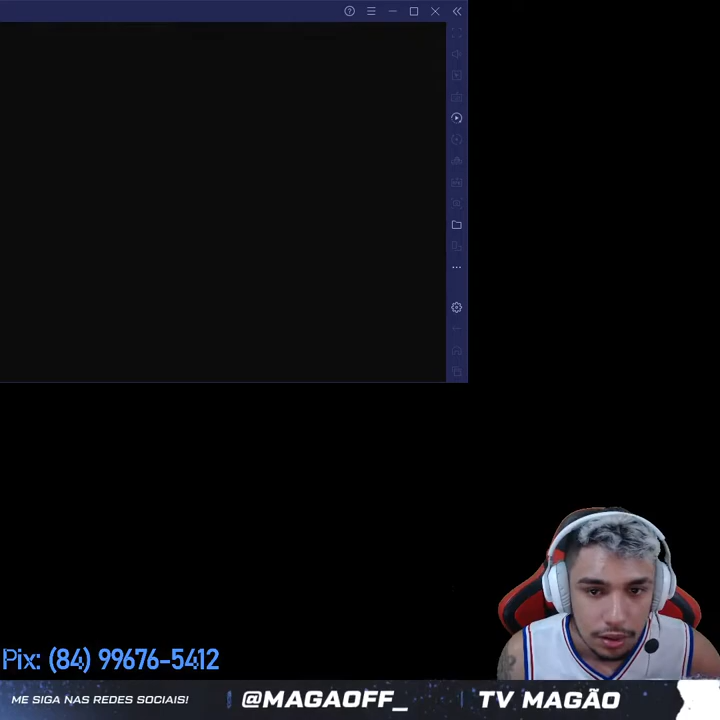 Pix: (84) 99676-5412
ME SIGA NAS REDES SOCIAIS! @MAGAOFF_ TV MAGÃO